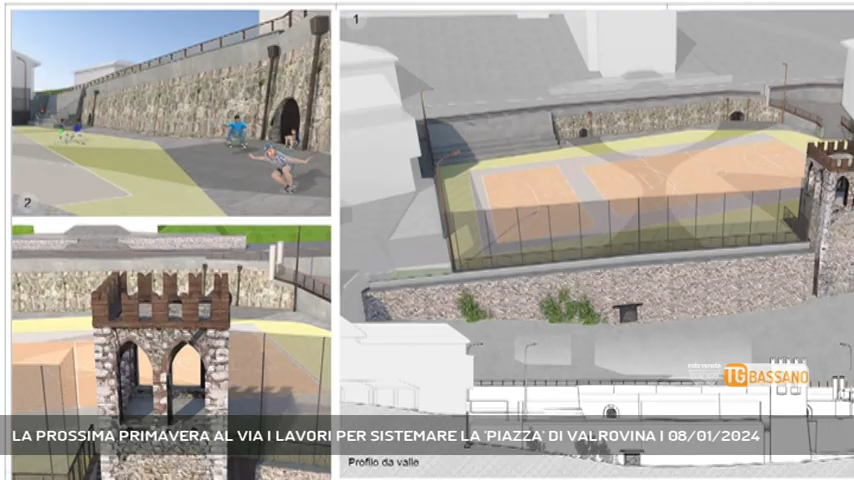 1
2
TG BASSANO
LA PROSSIMA PRIMAVERA AL VIA I LAVORI PER SISTEMARE LA 'PIAZZA' DI VALROVINA | 08/01/2024
Profilo da valle